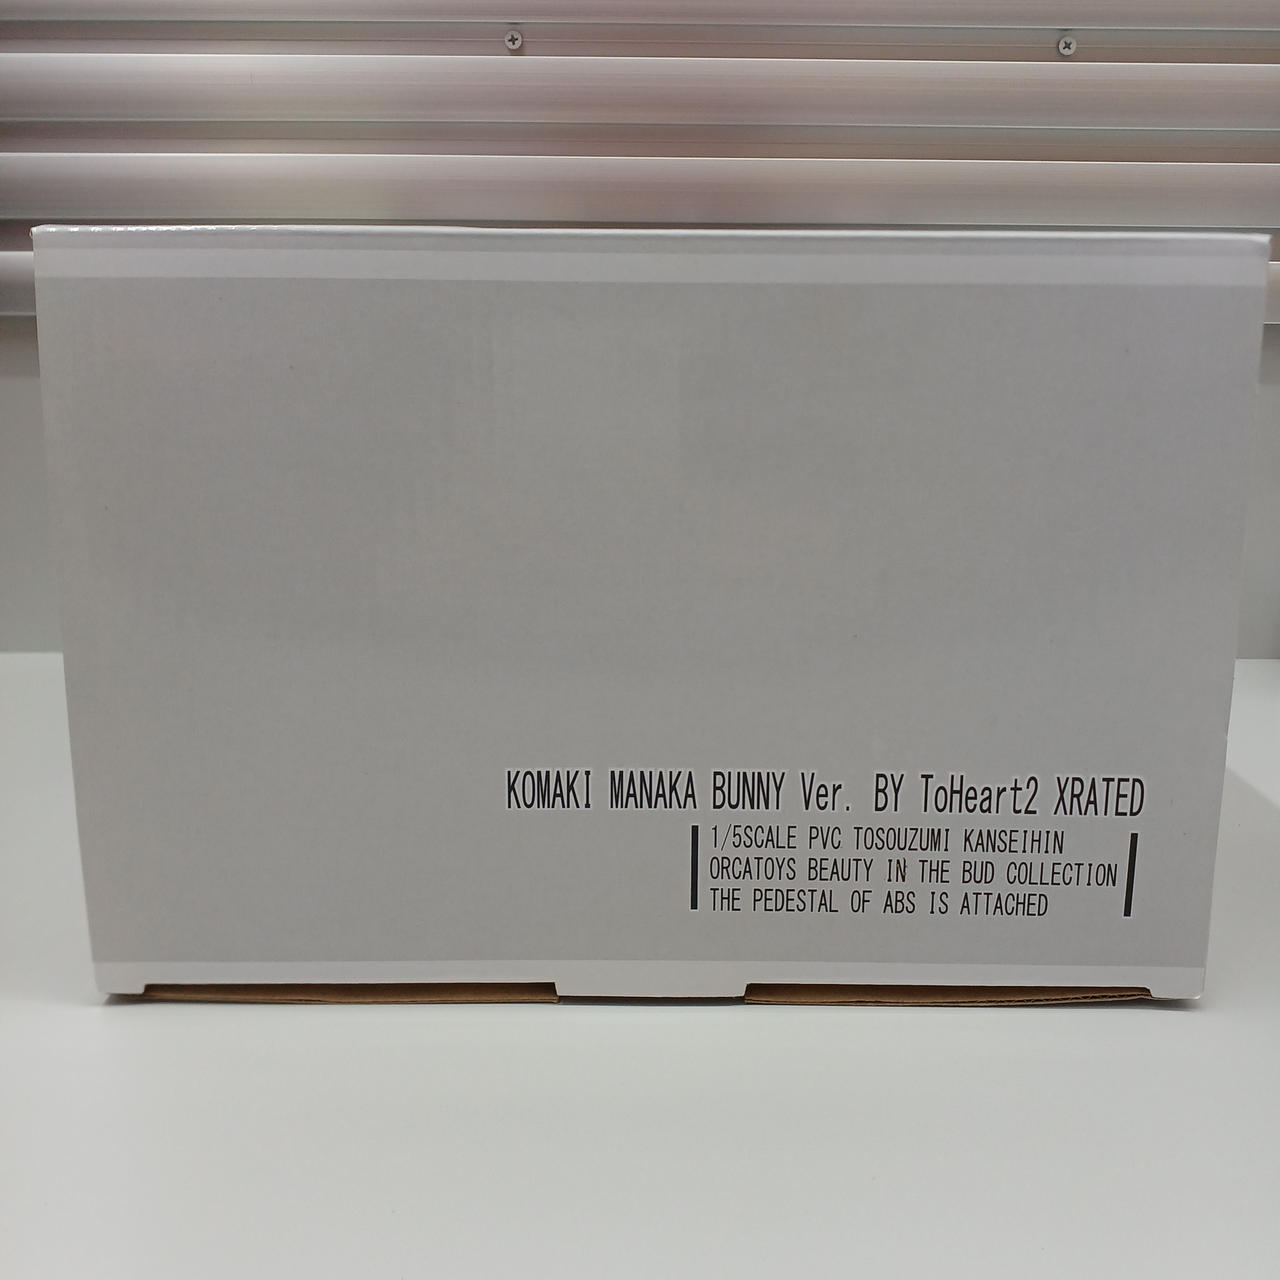 KOMAKI MANAKA BUNNY Ver. BY ToHeart2 XRATED
1/5SCALE PVC TOSOUZUMI KANSEIHIN
ORCATOYS BEAUTY IN THE BUD COLLECTION
THE PEDESTAL OF ABS IS ATTACHED